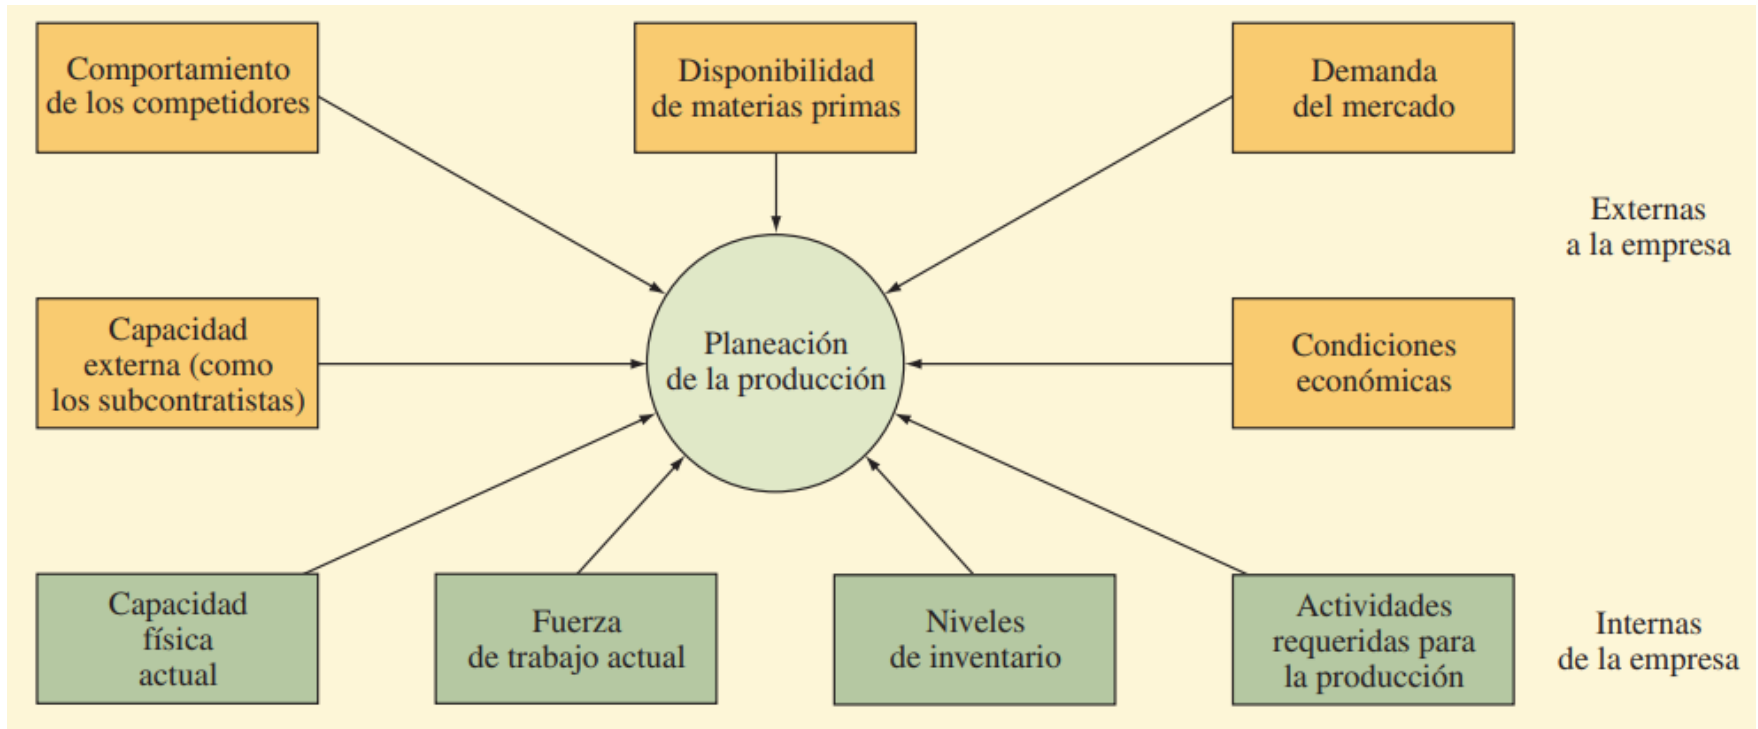 Comportamiento
de los competidores
Disponibilidad
de materias primas
Demanda
del mercado
Externas
a la empresa
Capacidad
externa (como
los subcontratistas)
Planeación
de la producción
Condiciones
económicas
Capacidad
física
actual
Fuerza
de trabajo actual
Niveles
de inventario
Actividades
requeridas para
la producción
Internas
de la empresa